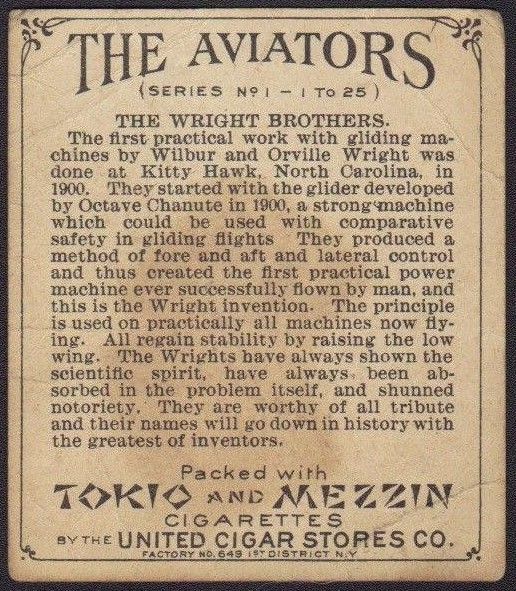 THE AVIATORS
(SERIES Nº 1 – 1 TO 25)
THE WRIGHT BROTHERS.
The first practical work with gliding ma-
chines by Wilbur and Orville Wright was
done at Kitty Hawk, North Carolina, in
1900. They started with the glider developed
by Octave Chanute in 1900, a strong machine
which could be used with comparative
safety in gliding flights They produced a
method of fore and aft and lateral control
and thus created the first practical power
machine ever successfully flown by man, and
this is the Wright invention. The principle
is used on practically all machines now fly-
ing. All regain stability by raising the low
wing. The Wrights have always shown the
scientific spirit, have always been ab-
sorbed in the problem itself, and shunned
notoriety. They are worthy of all tribute
and their names will go down in history with
the greatest of inventors.
Packed with
TOKIO AND MEZZIN
CIGARETTES
BY THE UNITED CIGAR STORES CO.
FACTORY NO. 649 1ST DISTRICT N.Y